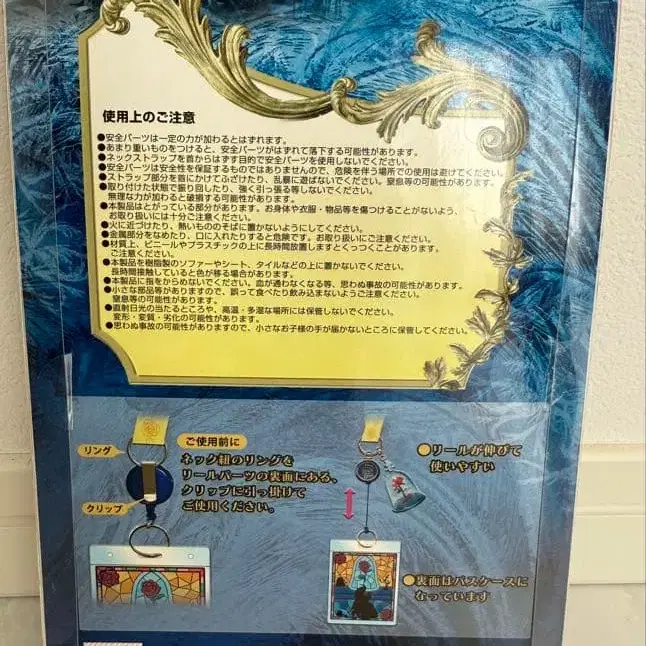 使用上のご注意
●安全パーツは一定の力が加わるとはずれます。
●あまり重いものをつけると、安全パーツがはずれて落下する可能性があります。
●ネックストラップを首からはずす目的で安全パーツを使用しないでください。
●安全パーツは安全性を保証するものではありませんので、危険を伴う場所での使用は避けてください。
●ストラップ部分を首にかけてふざけたり、乱暴に遊ばないでください。窒息等の可能性があります。
●取り付けた状態で振り回したり、強く引っ張る等しないでください。
無理な力が加わると破損の可能性があります。
●本製品はとがっている部分があります。お身体や衣服・物品等を傷つけることがないよう、
お取り扱いには十分ご注意ください。
●火に近づけたり、熱いもののそばに置かないようにしてください。
●金属部分をなめたり、口に入れたりすると危険です。お取り扱いにご注意ください。
●材質上、ビニールやプラスチックの上に長時間放置しますとくっつくことがあります。
ご注意ください。
●本製品を樹脂製のソファーやシート、タイルなどの上に置かないでください。
長時間接触していると色が移る場合があります。
●本製品に指をからめないでください。血が通わなくなる等、思わぬ事故の可能性があります。
●小さな部品等がありますので、誤って食べたり飲み込まないようご注意ください。
窒息等の可能性があります。
●直射日光の当たるところや、高温・多湿な場所には保管しないでください。
変形・変質・劣化の可能性があります。
●思わぬ事故の可能性がありますので、小さなお子様の手が届かないところに保管してください。
リング
クリップ
ご使用前に
ネック紐のリングを
リールパーツの裏面にある、
クリップに引っ掛けて
ご使用ください。
●リールが伸びて
使いやすい
●裏面はパスケースに
なっています